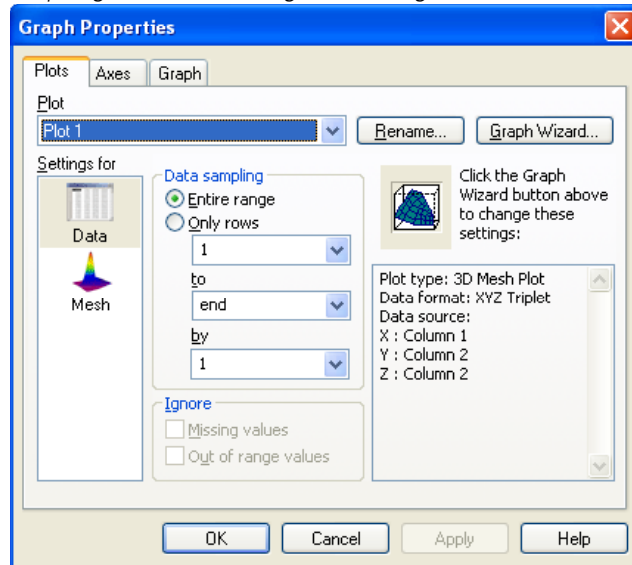 Graph Properties
Plots Axes Graph
Plot
Plot 1
Rename... Graph Wizard...
Settings for
Data
Mesh
Data sampling
Entire range
Only rows
1
to
end
by
1
Ignore
Missing values
Out of range values
Click the Graph
Wizard button above
to change these
settings:
Plot type: 3D Mesh Plot
Data format: XYZ Triplet
Data source:
X : Column 1
Y : Column 2
Z : Column 2
OK Cancel Apply Help